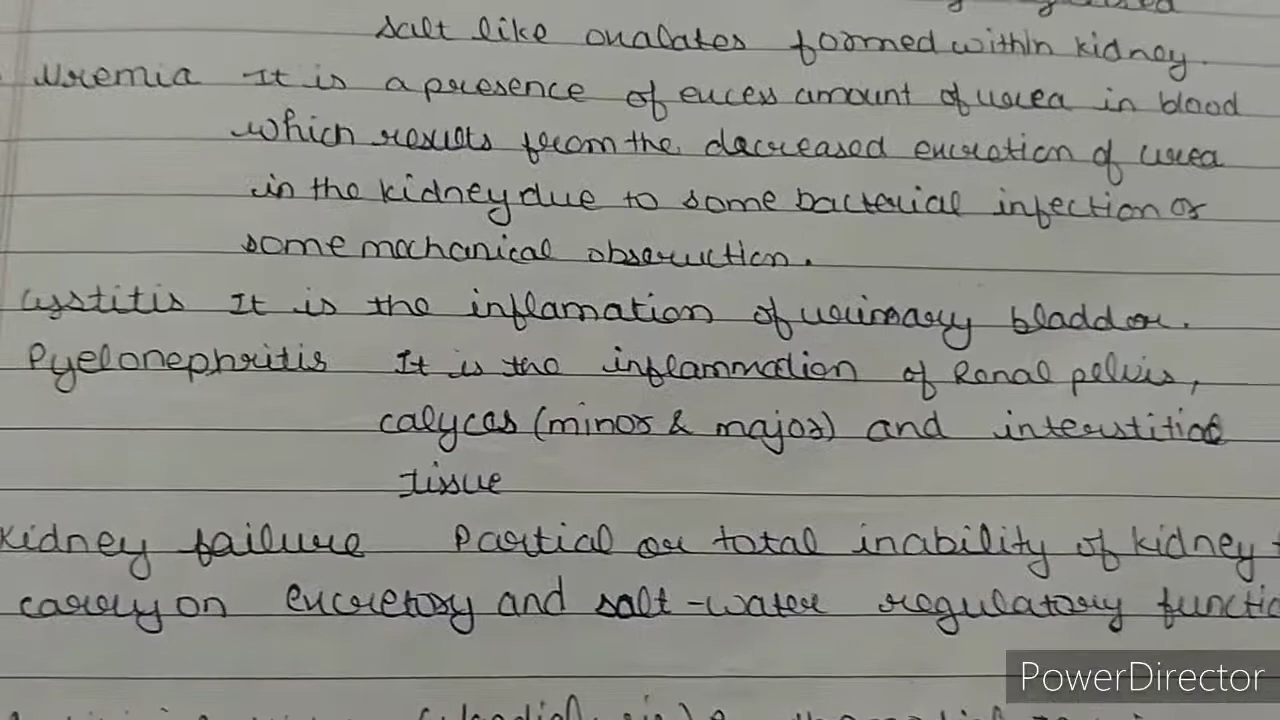 salt like oxalates formed within kidney.
Uremia It is a presence of excess amount of urea in blood
which results from the decreased excretion of urea
in the kidney due to some bacterial infection or
some mechanical obseruction.
Cystitis It is the inflamation of urinary bladder.
Pyelonephritis It is the inflammation of Renal pelvis,
calyces (minor & major) and interstitial
tissue
Kidney failure Partial or total inability of kidney
carry on excretory and salt-water regulatory functio
PowerDirector